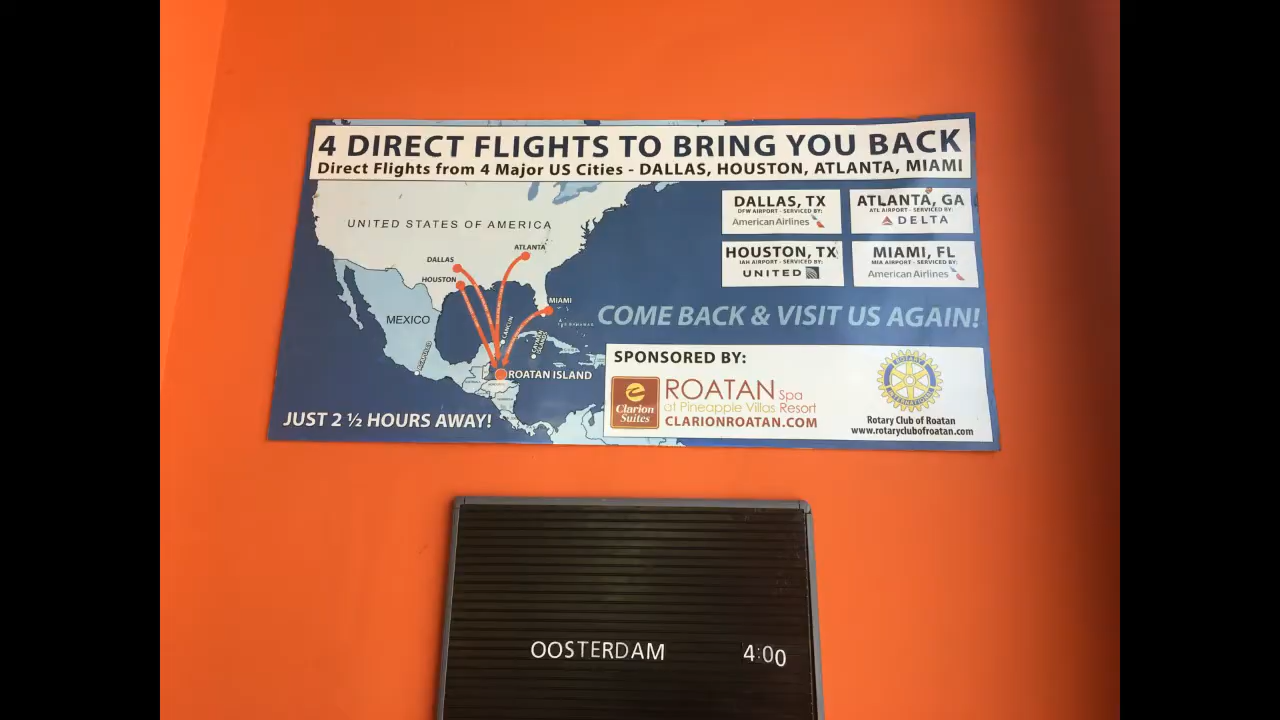 4 DIRECT FLIGHTS TO BRING YOU BACK
Direct Flights from 4 Major US Cities - DALLAS, HOUSTON, ATLANTA, MIAMI
DALLAS, TX
DFW AIRPORT - SERVICED BY:
American Airlines
ATLANTA, GA
ATL AIRPORT - SERVICED BY:
DELTA
HOUSTON, TX
IAH AIRPORT - SERVICED BY:
UNITED
MIAMI, FL
MIA AIRPORT - SERVICED BY:
American Airlines
UNITED STATES OF AMERICA
ATLANTA
DALLAS
HOUSTON
MIAMI
MEXICO
CANCUN
CAYMAN
ISLANDS
BAHAMAS
ROATAN ISLAND
COME BACK & VISIT US AGAIN!
JUST 2 ½ HOURS AWAY!
SPONSORED BY:
Clarion
Suites
ROATAN Spa
at Pineapple Villas Resort
CLARIONROATAN.COM
ROTARY
INTERNATIONAL
Rotary Club of Roatan
www.rotaryclubofroatan.com
OOSTERDAM 4:00